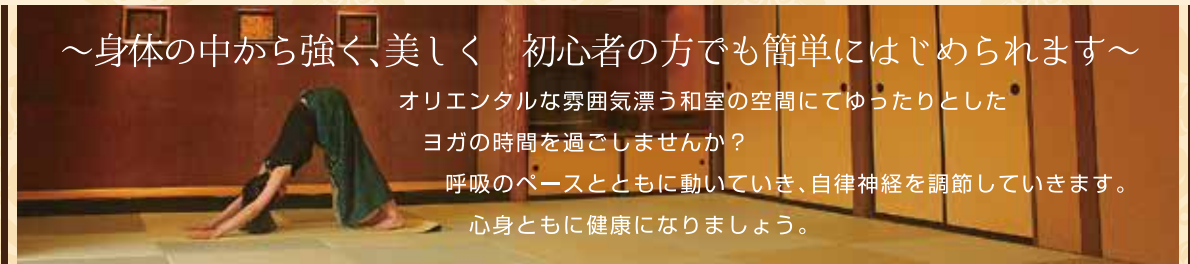 ～身体の中から強く、美しく　初心者の方でも簡単にはじめられます～
オリエンタルな雰囲気漂う和室の空間にてゆったりとした
ヨガの時間を過ごしませんか？
呼吸のペースとともに動いていき、自律神経を調節していきます。
心身ともに健康になりましょう。